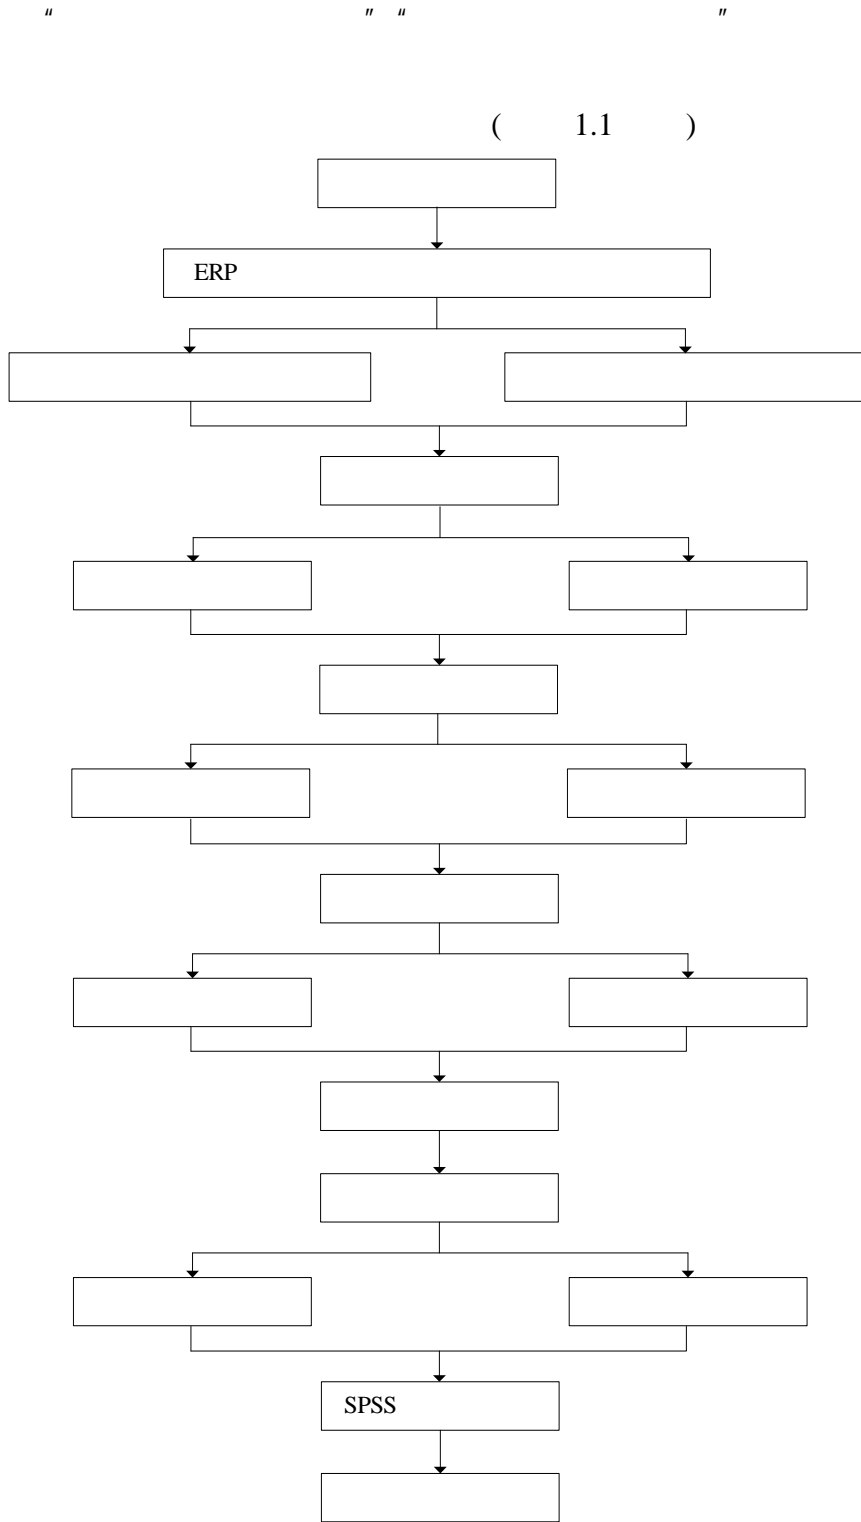 “ ” “ ”
( 1.1 )
ERP
SPSS